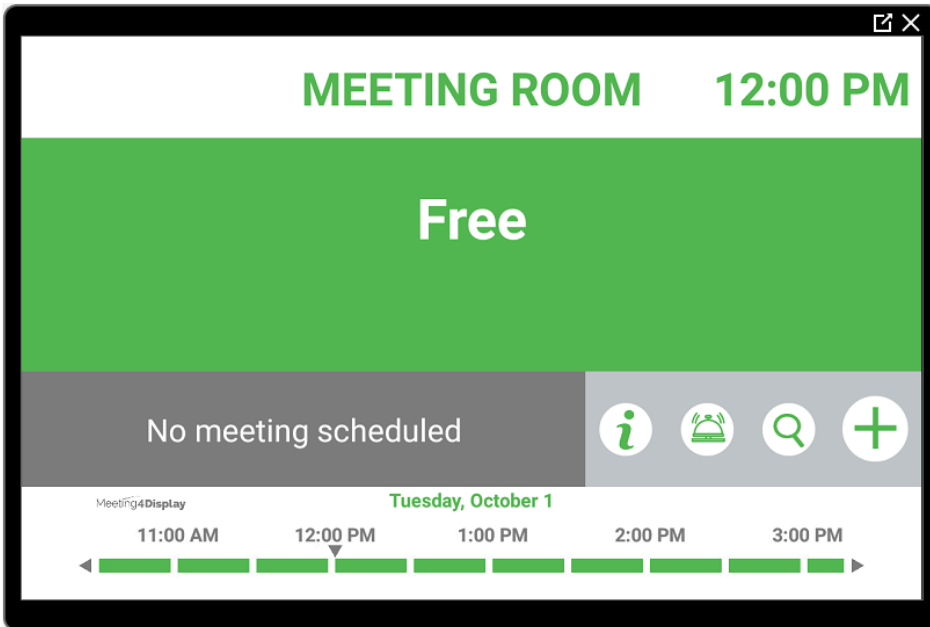 MEETING ROOM 12:00 PM
Free
No meeting scheduled
Meeting4Display
Tuesday, October 1
11:00 AM 12:00 PM 1:00 PM 2:00 PM 3:00 PM